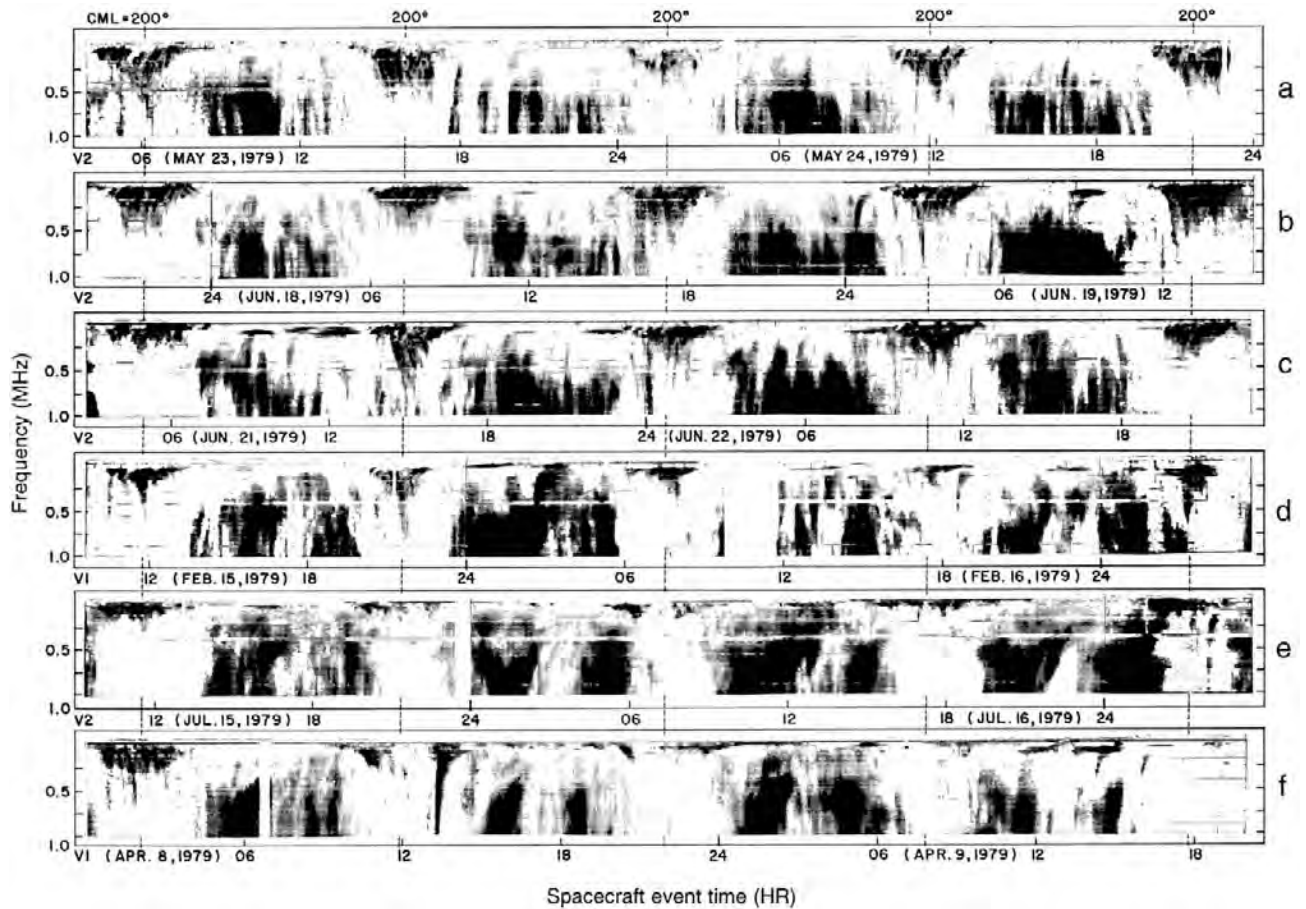 CML=200° 200° 200° 200° 200°
0.5
1.0
a
V2 06 (MAY 23,1979) 12 18 24 06 (MAY 24,1979) 12 18 24
0.5
1.0
b
V2 24 (JUN.18,1979) 06 12 18 24 06 (JUN.19,1979) 12
0.5
1.0
c
V2 06 (JUN.21,1979) 12 18 24 (JUN.22,1979) 06 12 18
Frequency (MHz)
0.5
1.0
d
V1 12 (FEB.15,1979) 18 24 06 12 18 (FEB.16,1979) 24
0.5
1.0
e
V2 12 (JUL.15,1979) 18 24 06 12 18 (JUL.16,1979) 24
0.5
1.0
f
V1 (APR.8,1979) 06 12 18 24 06 (APR.9,1979) 12 18
Spacecraft event time (HR)